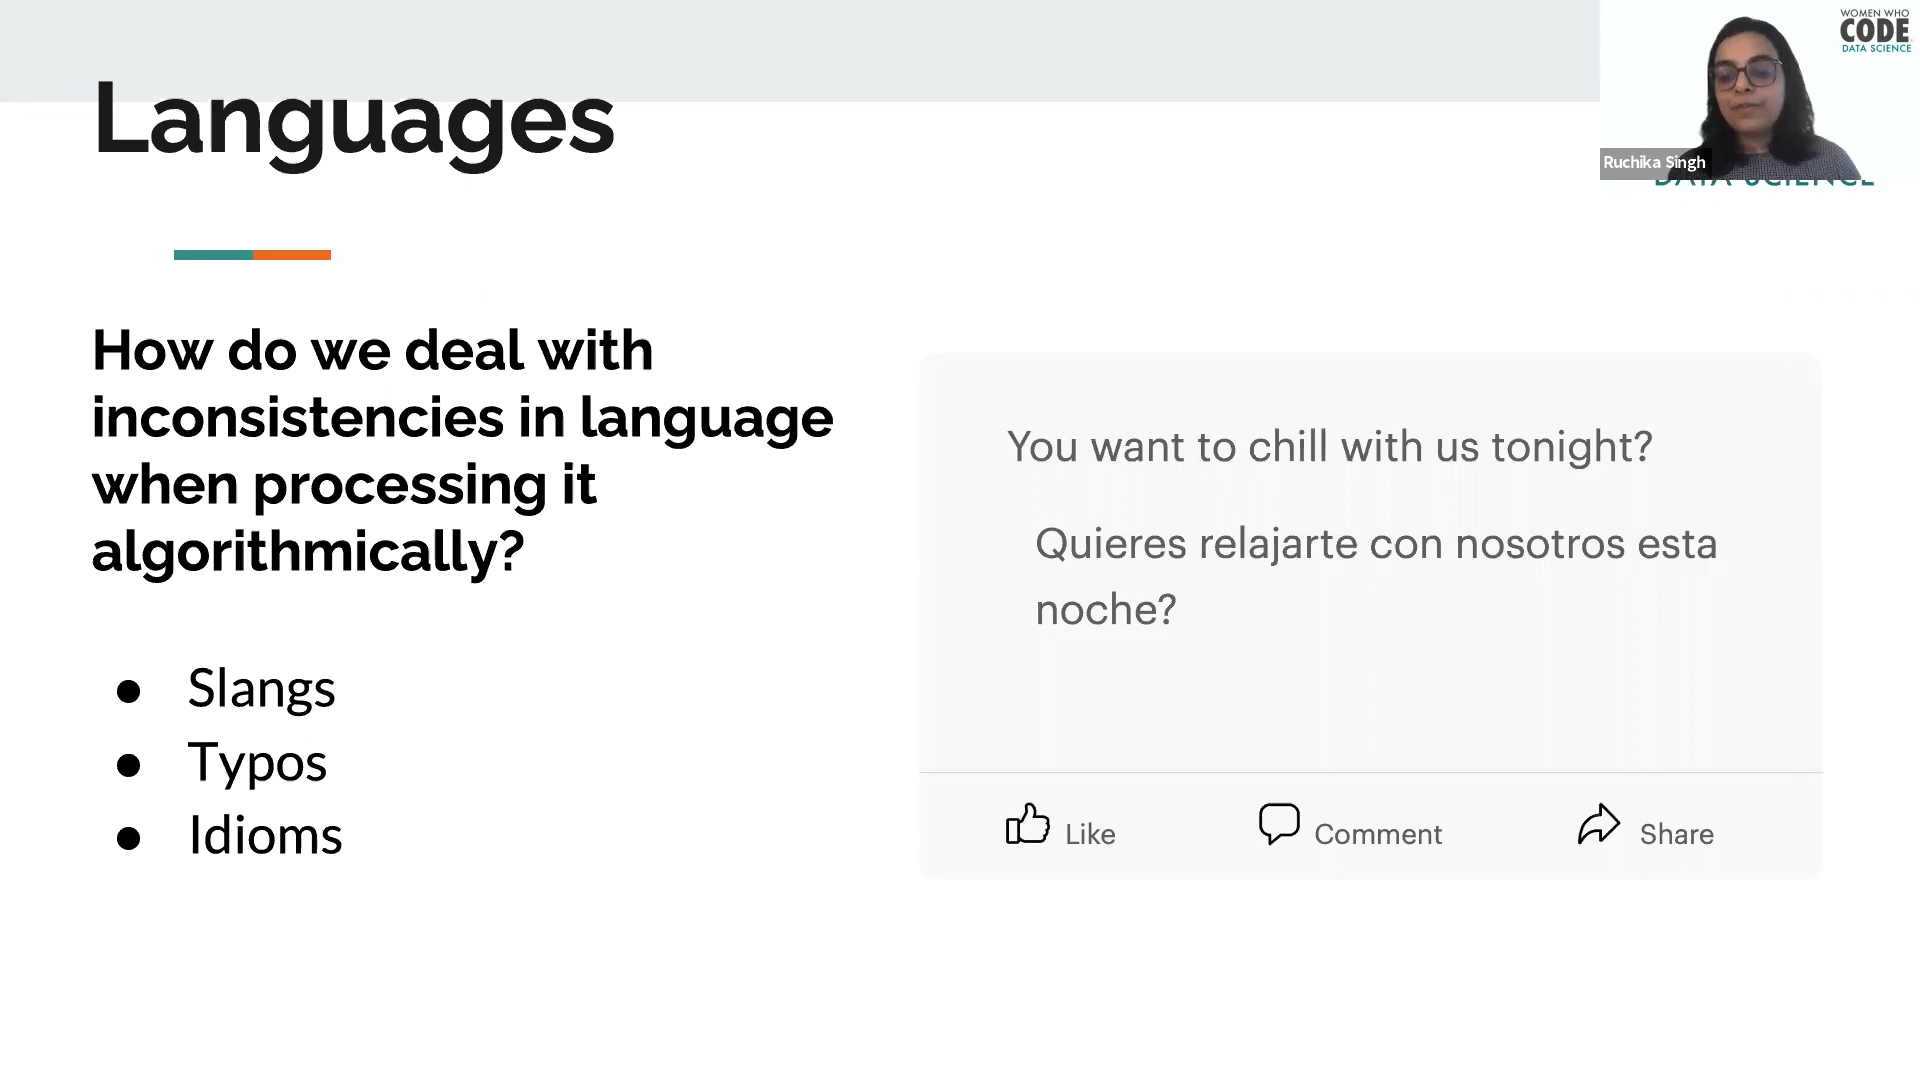 Languages
WOMEN WHO
CODE
DATA SCIENCE
Ruchika Singh
DATA SCIENCE
How do we deal with
inconsistencies in language
when processing it
algorithmically?
● Slangs
● Typos
● Idioms
You want to chill with us tonight?
Quieres relajarte con nosotros esta
noche?
Like
Comment
Share